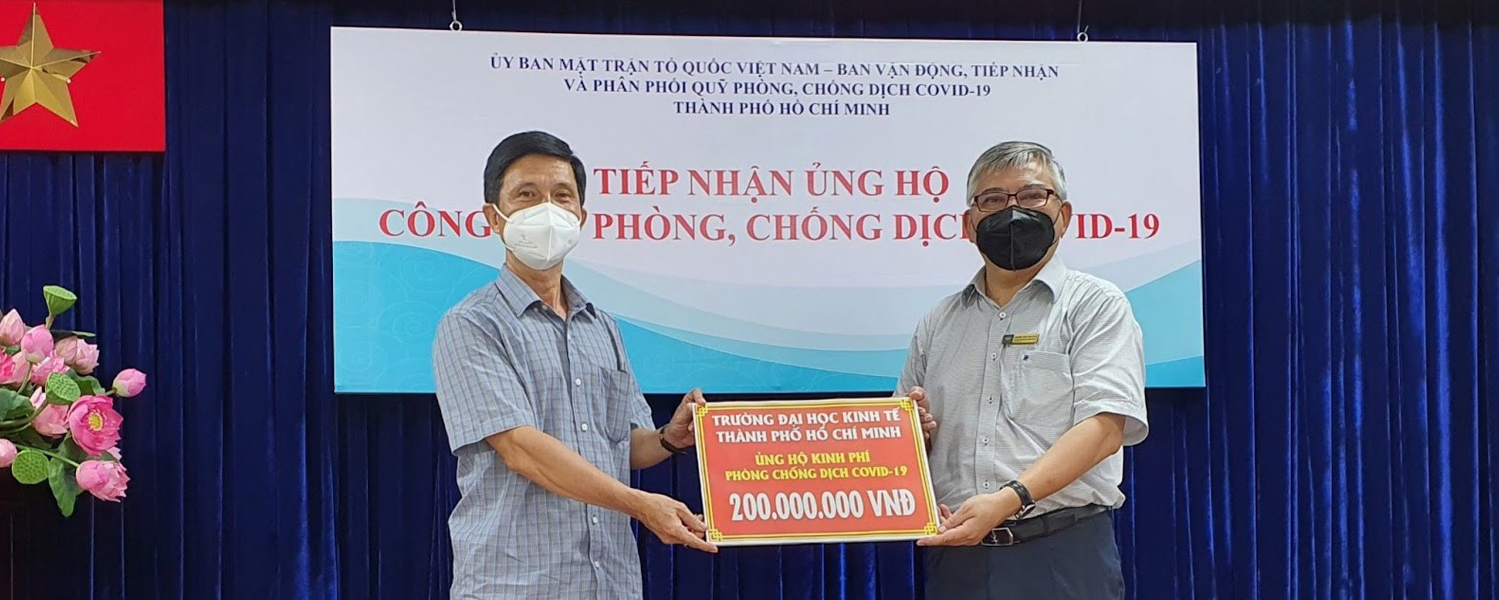 ỦY BAN MẶT TRẬN TỔ QUỐC VIỆT NAM – BAN VẬN ĐỘNG, TIẾP NHẬN
VÀ PHÂN PHỐI QUỸ PHÒNG, CHỐNG DỊCH COVID-19
THÀNH PHỐ HỒ CHÍ MINH
TIẾP NHẬN ỦNG HỘ
CÔNG PHÒNG, CHỐNG DỊCH VID-19
TRƯỜNG ĐẠI HỌC KINH TẾ
THÀNH PHỐ HỒ CHÍ MINH
ỦNG HỘ KINH PHÍ
PHÒNG CHỐNG DỊCH COVID-19
200.000.000 VNĐ